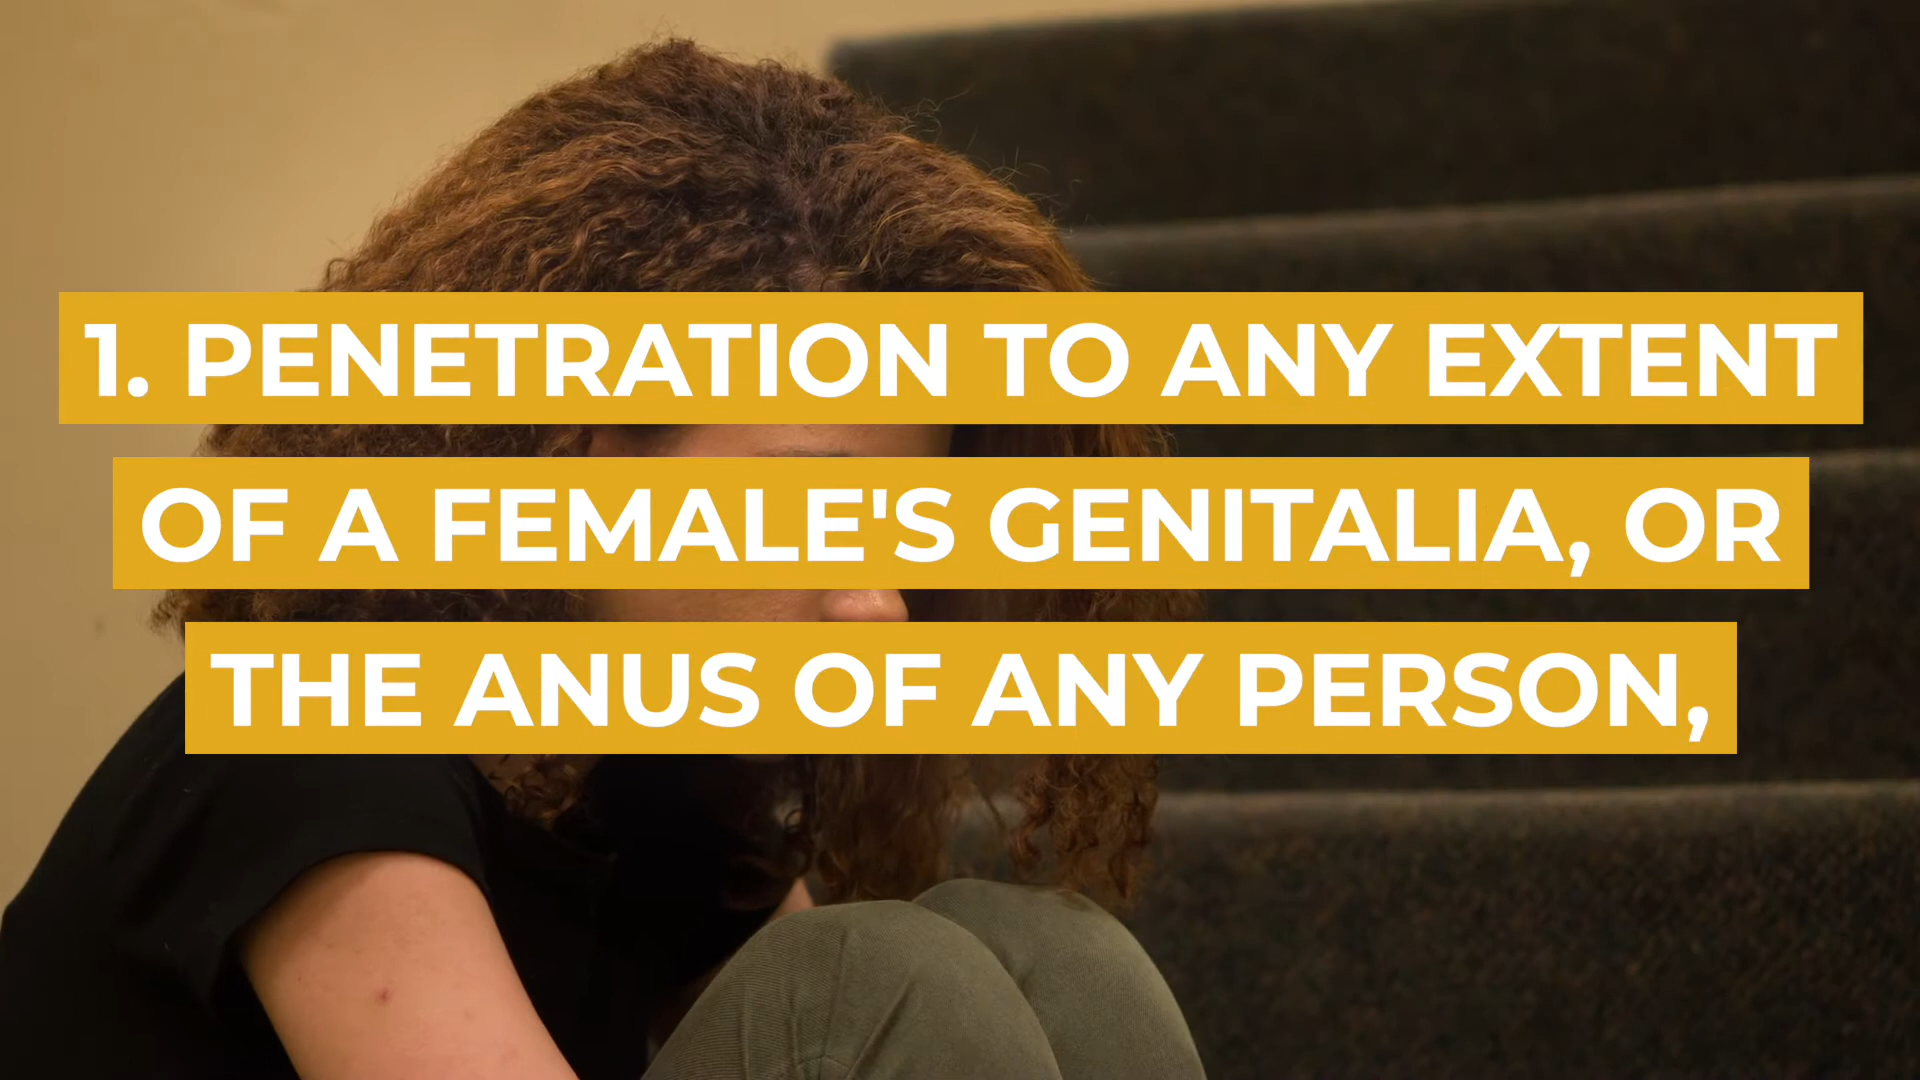 1. PENETRATION TO ANY EXTENT
OF A FEMALE'S GENITALIA, OR
THE ANUS OF ANY PERSON,